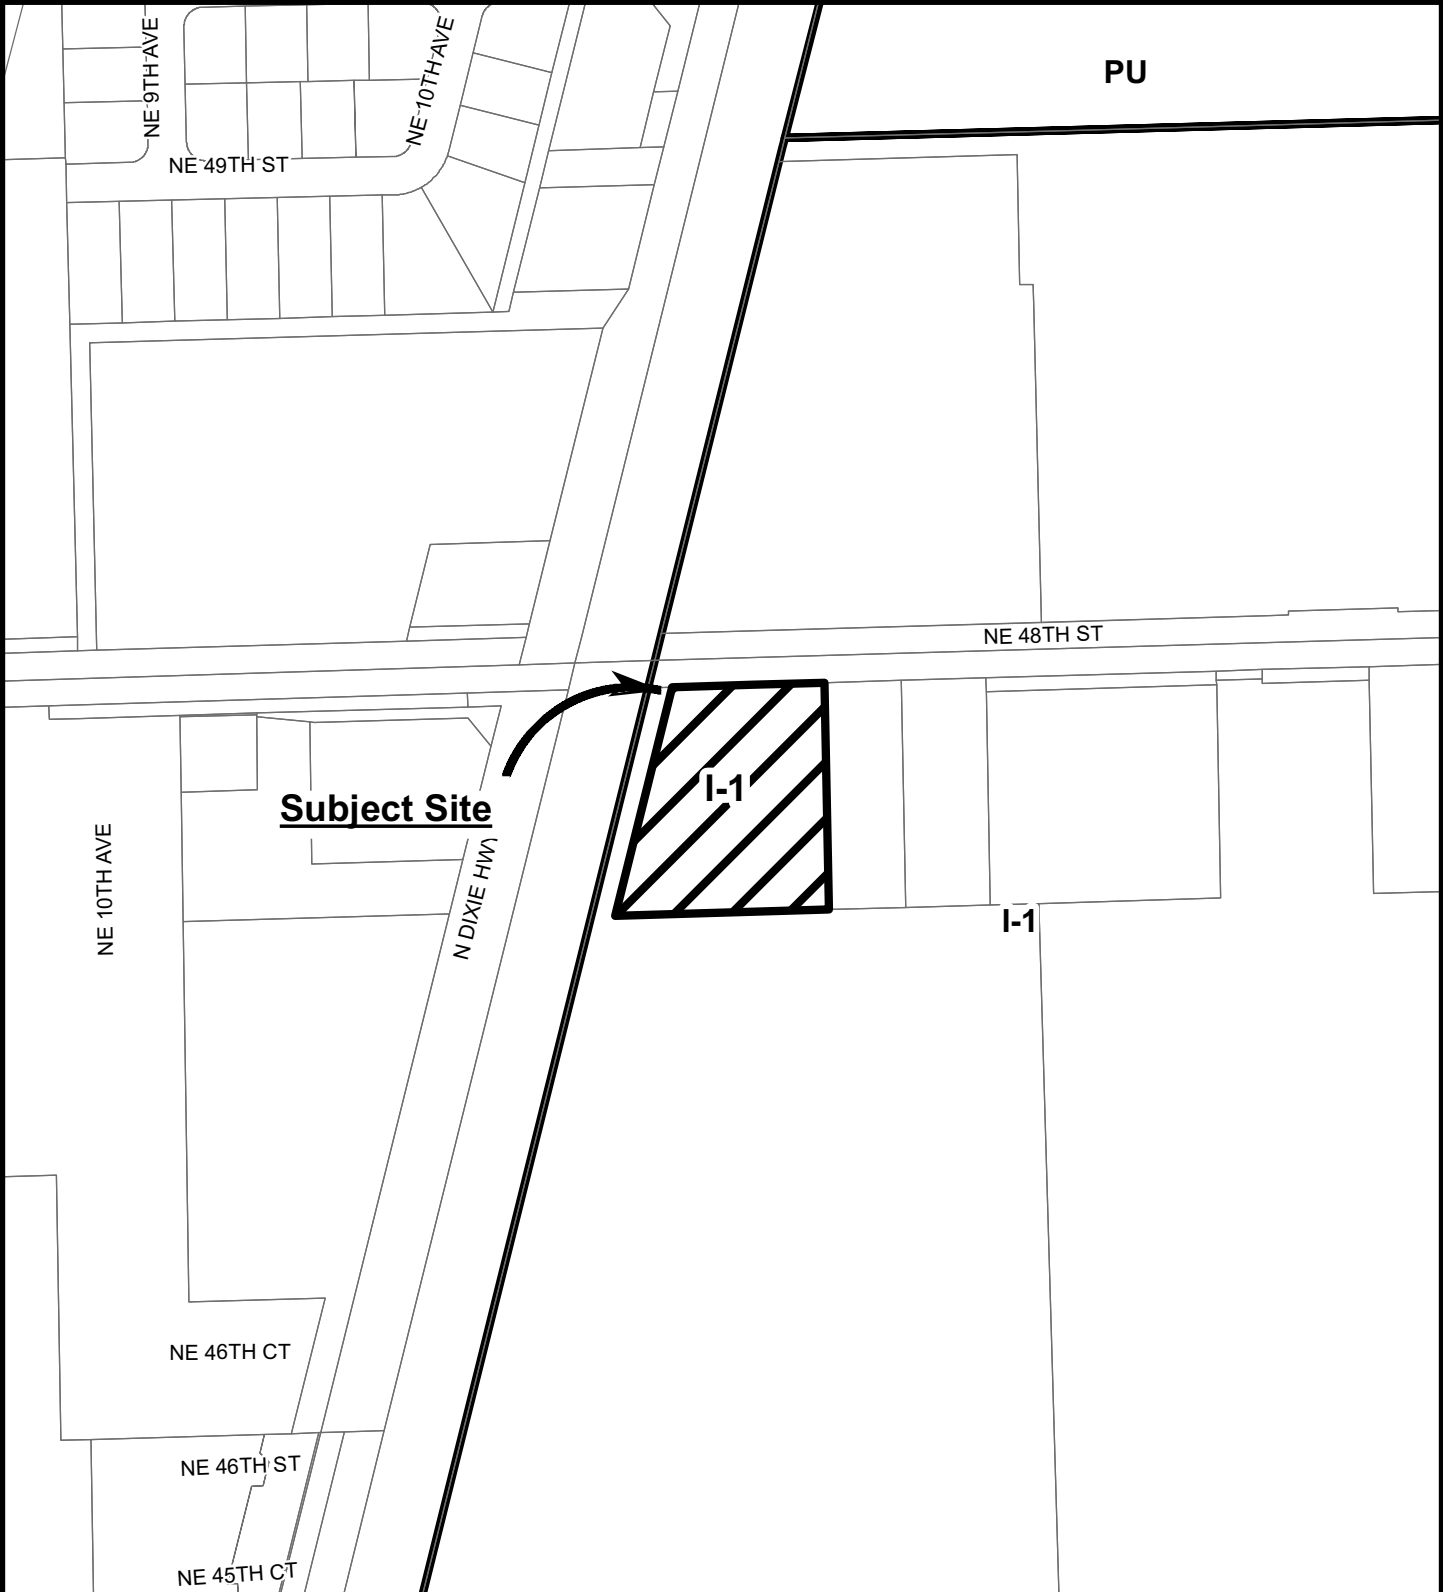 NE 9TH AVE
NE 10TH AVE
PU
NE 49TH ST
NE 48TH ST
I-1
Subject Site
NE 10TH AVE
N DIXIE HWY
I-1
NE 46TH CT
NE 46TH ST
NE 45TH CT